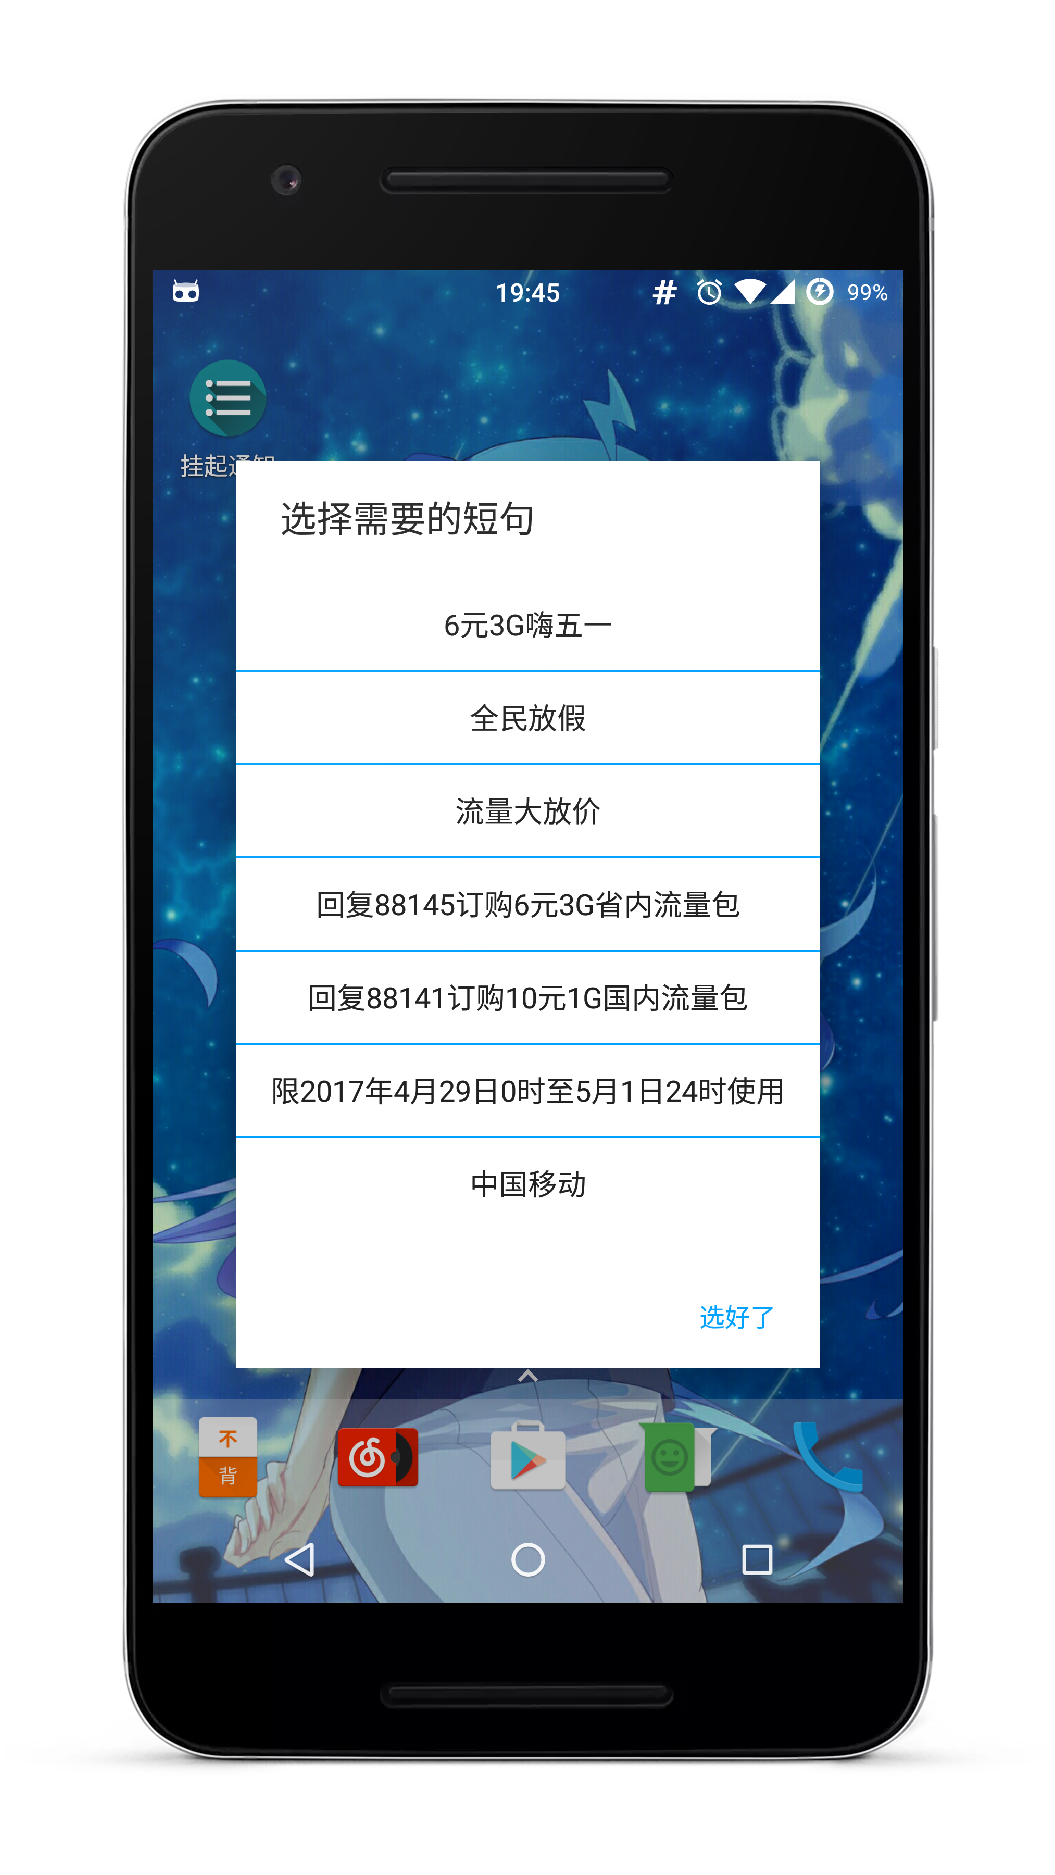 19:45
99%
挂起通知
选择需要的短句
6元3G嗨五一
全民放假
流量大放价
回复88145订购6元3G省内流量包
回复88141订购10元1G国内流量包
限2017年4月29日0时至5月1日24时使用
中国移动
选好了
不
背